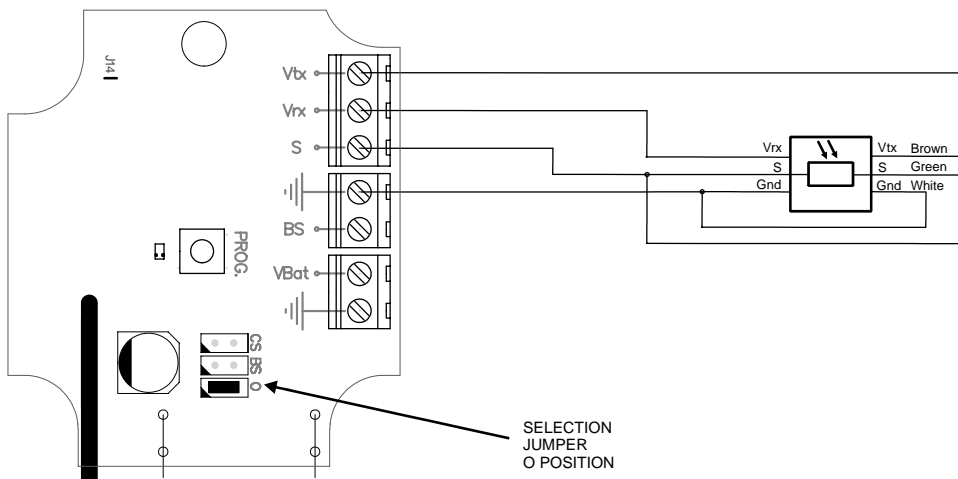 J14
Vtx
Vrx
S
BS
VBat
PROG.
CS
BS
O
Vrx
S
Gnd
Vtx Brown
S Green
Gnd White
SELECTION
JUMPER
O POSITION